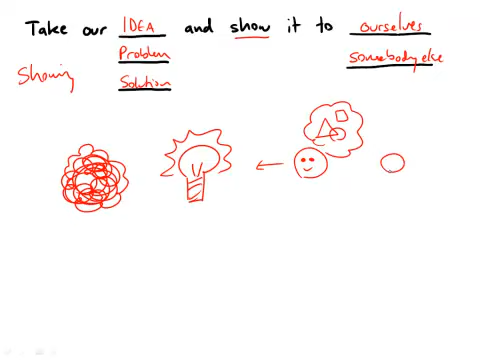 Take our IDEA and show it to ourselves
Problem somebody else
Showing Solution